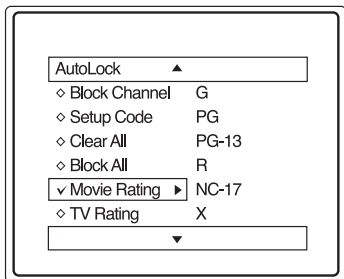 AutoLock ▲
◇ Block Channel G
◇ Setup Code PG
◇ Clear All PG-13
◇ Block All R
✓ Movie Rating ▶ NC-17
◇ TV Rating X
▼